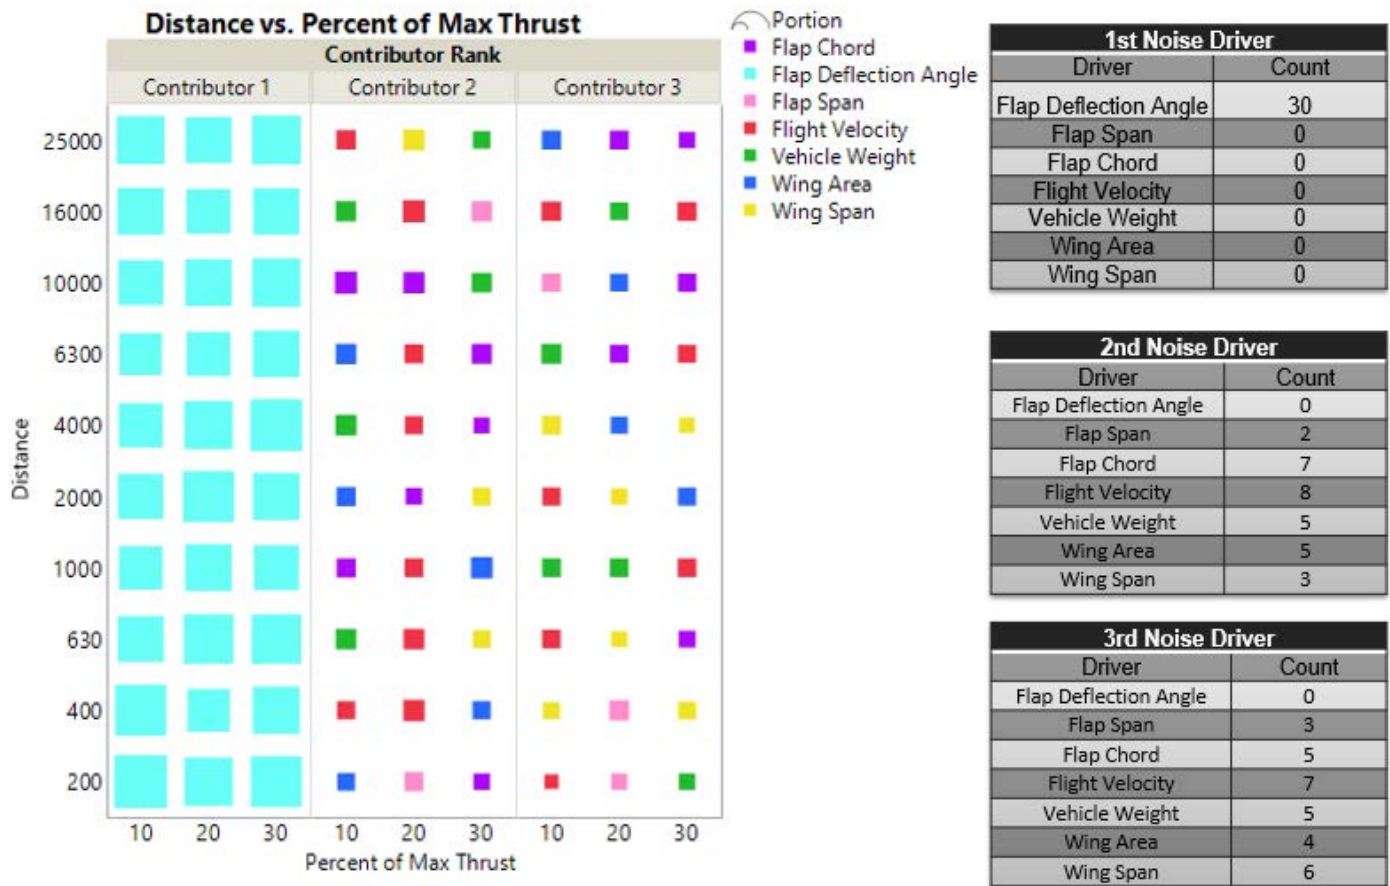 Distance vs. Percent of Max Thrust
Contributor Rank
Contributor 1 Contributor 2 Contributor 3
25000
16000
10000
6300
4000
2000
1000
630
400
200
Distance
10 20 30 10 20 30 10 20 30
Percent of Max Thrust
Portion
Flap Chord
Flap Deflection Angle
Flap Span
Flight Velocity
Vehicle Weight
Wing Area
Wing Span
1st Noise Driver
Driver Count
Flap Deflection Angle 30
Flap Span 0
Flap Chord 0
Flight Velocity 0
Vehicle Weight 0
Wing Area 0
Wing Span 0
2nd Noise Driver
Driver Count
Flap Deflection Angle 0
Flap Span 2
Flap Chord 7
Flight Velocity 8
Vehicle Weight 5
Wing Area 5
Wing Span 3
3rd Noise Driver
Driver Count
Flap Deflection Angle 0
Flap Span 3
Flap Chord 5
Flight Velocity 7
Vehicle Weight 5
Wing Area 4
Wing Span 6